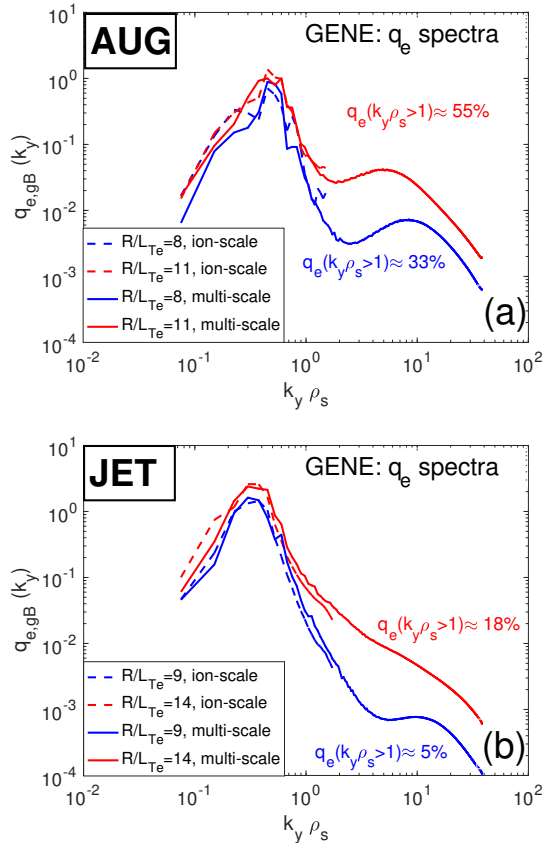 AUG
GENE: q_e spectra
10^1
10^0
10^-1
10^-2
10^-3
10^-4
q_e,gB (k_y)
q_e(k_yρ_s>1)≈ 55%
q_e(k_yρ_s>1)≈ 33%
R/L_Te=8, ion-scale
R/L_Te=11, ion-scale
R/L_Te=8, multi-scale
R/L_Te=11, multi-scale
(a)
10^-2
10^-1
10^0
10^1
10^2
k_y ρ_s
JET
GENE: q_e spectra
10^1
10^0
10^-1
10^-2
10^-3
10^-4
q_e,gB (k_y)
q_e(k_yρ_s>1)≈ 18%
q_e(k_yρ_s>1)≈ 5%
R/L_Te=9, ion-scale
R/L_Te=14, ion-scale
R/L_Te=9, multi-scale
R/L_Te=14, multi-scale
(b)
10^-2
10^-1
10^0
10^1
10^2
k_y ρ_s